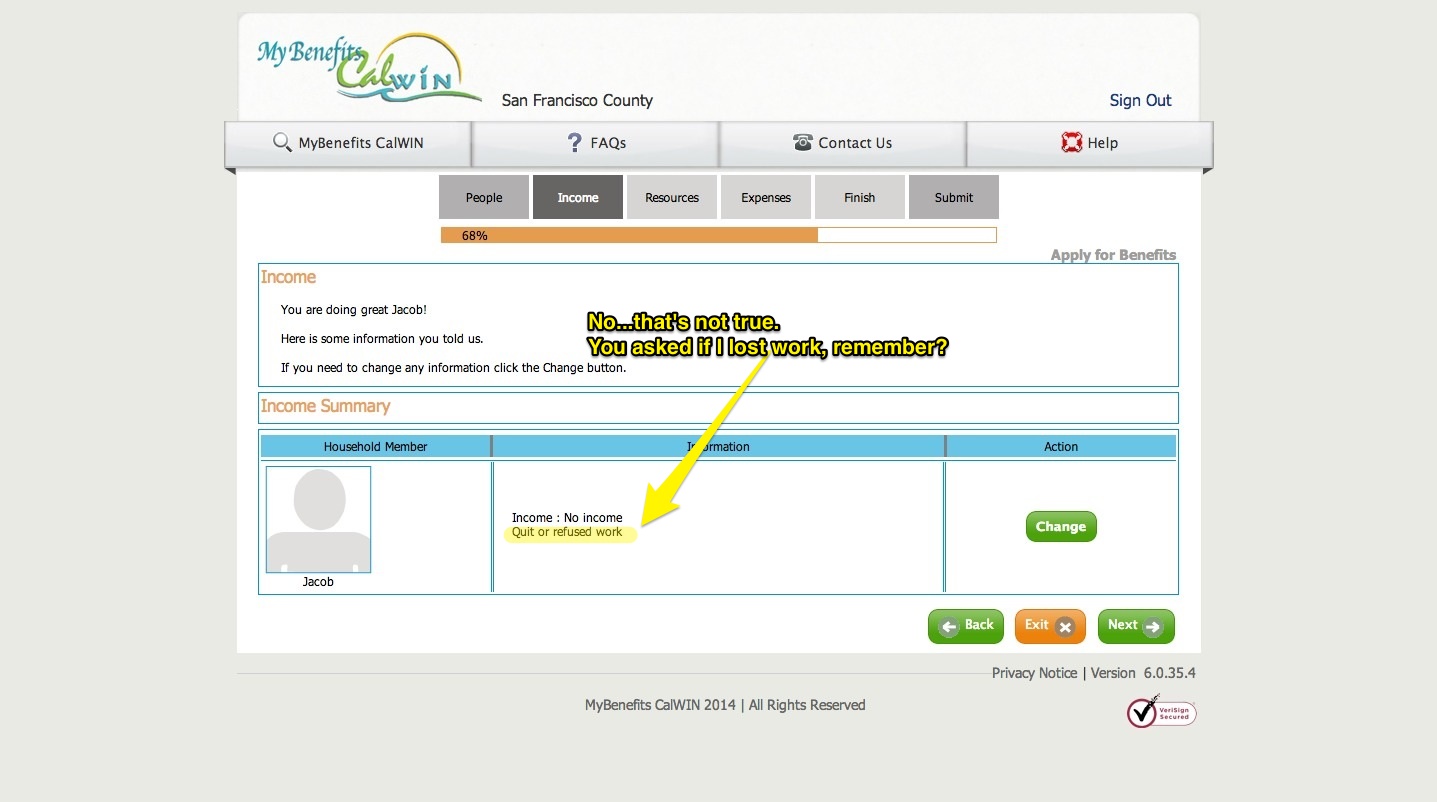 My Benefits
CalWIN
San Francisco County
Sign Out
MyBenefits CalWIN
? FAQs
Contact Us
Help
People
Income
Resources
Expenses
Finish
Submit
68%
Apply for Benefits
Income
You are doing great Jacob!
Here is some information you told us.
If you need to change any information click the Change button.
No...that's not true.
You asked if I lost work, remember?
Income Summary
Household Member
Information
Action
Income : No income
Quit or refused work
Change
Jacob
Back
Exit
Next
Privacy Notice | Version 6.0.35.4
MyBenefits CalWIN 2014 | All Rights Reserved
VeriSign
Secured